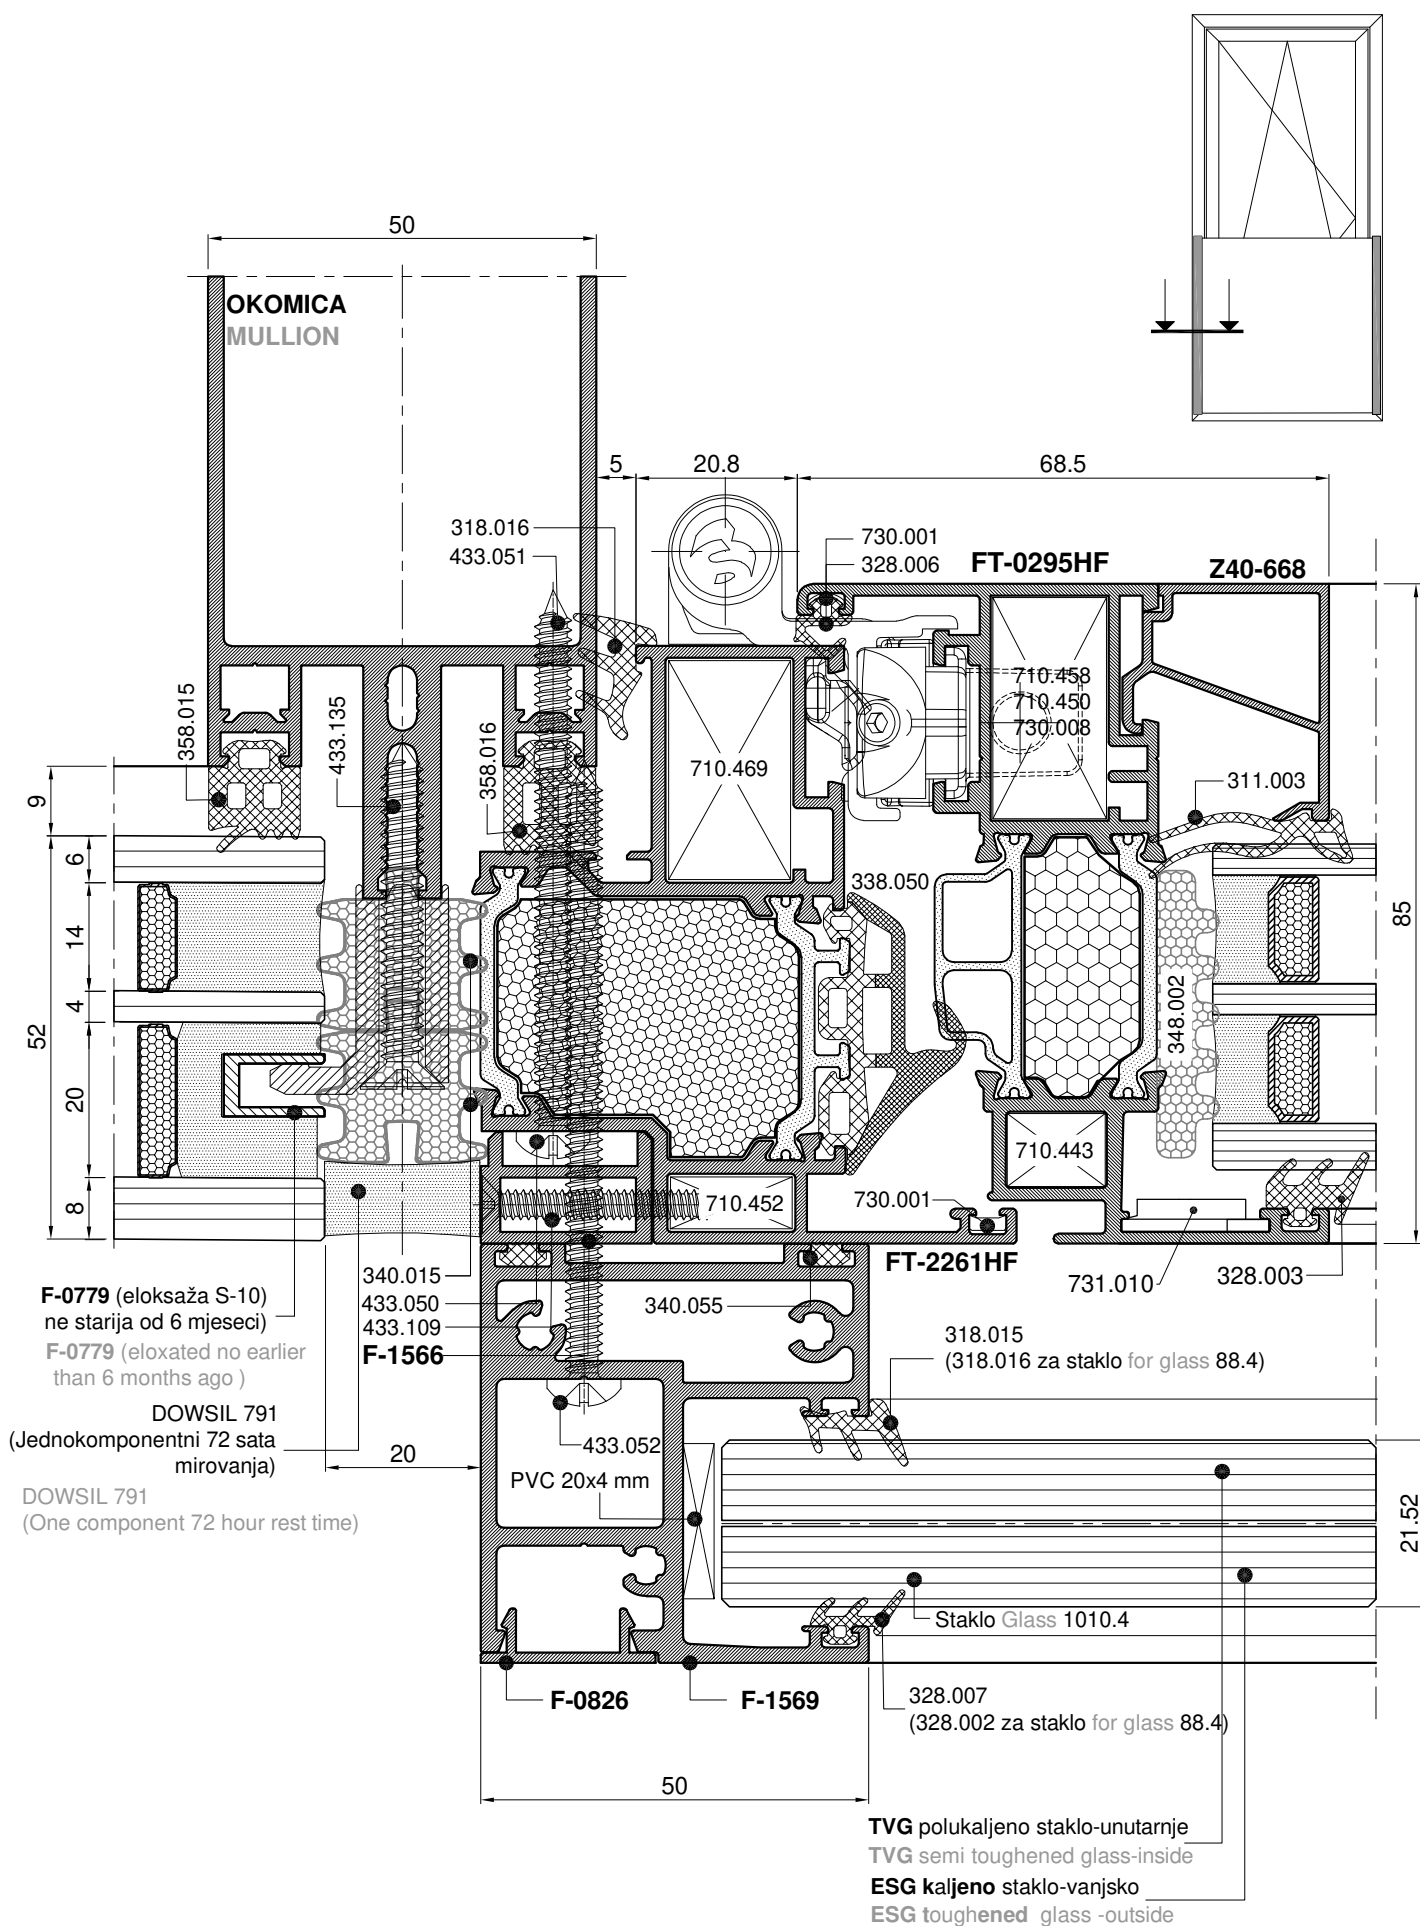 50
OKOMICA
MULLION
5
20.8
68.5
318.016
433.051
730.001
328.006
FT-0295HF
Z40-668
358.015
433.135
358.016
710.469
710.458
710.450
730.008
311.003
9
6
14
4
20
8
52
338.050
348.002
85
710.443
710.452
730.001
FT-2261HF
731.010
328.003
F-0779 (eloksaža S-10)
ne starija od 6 mjeseci)
F-0779 (eloxated no earlier
than 6 months ago )
340.015
433.050
433.109
F-1566
340.055
318.015
(318.016 za staklo for glass 88.4)
DOWSIL 791
(Jednokomponentni 72 sata
mirovanja)
DOWSIL 791
(One component 72 hour rest time)
20
433.052
PVC 20x4 mm
21.52
Staklo Glass 1010.4
F-0826
F-1569
328.007
(328.002 za staklo for glass 88.4)
50
TVG polukaljeno staklo-unutarnje
TVG semi toughened glass-inside
ESG kaljeno staklo-vanjsko
ESG toughened glass -outside